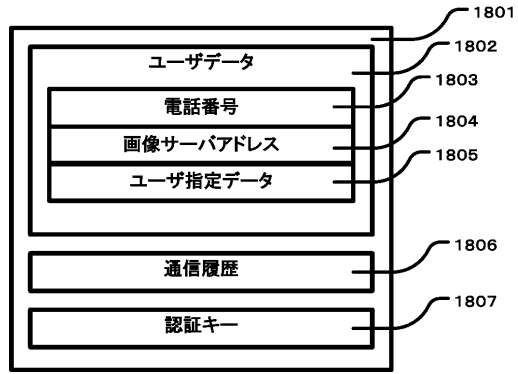 1801
ユーザデータ 1802
電話番号 1803
画像サーバアドレス 1804
ユーザ指定データ 1805
通信履歴 1806
認証キー 1807